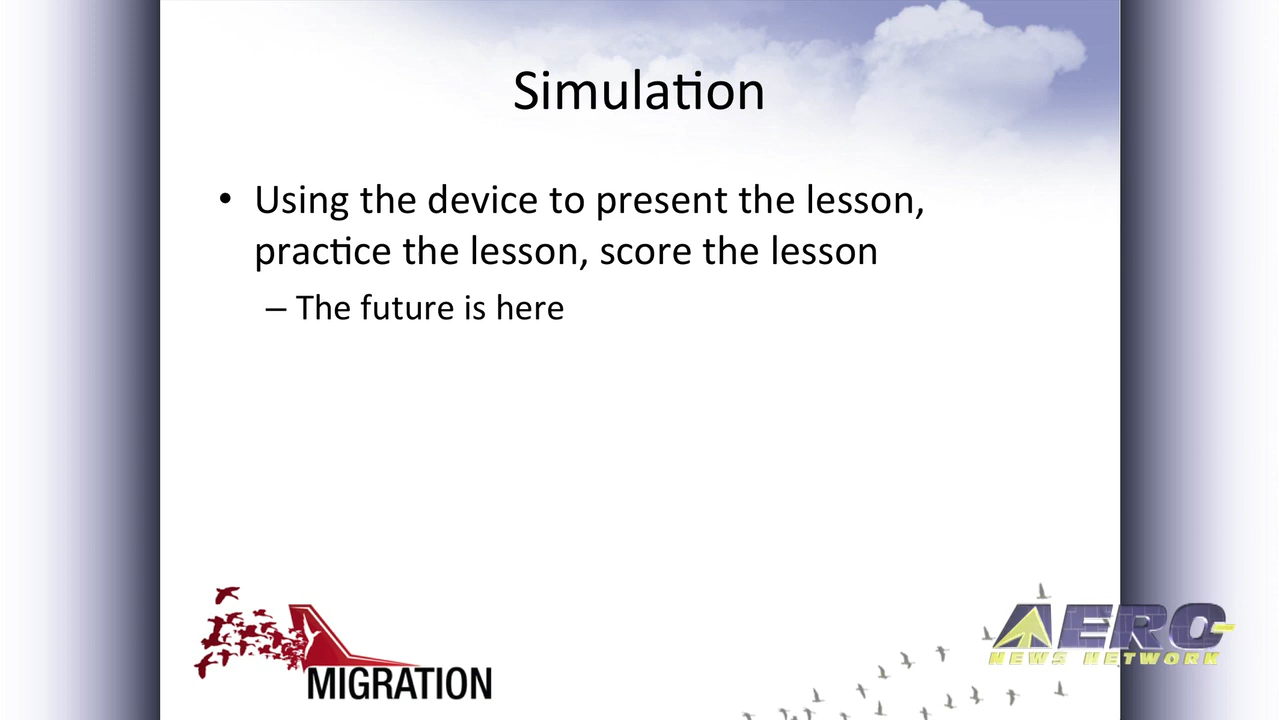 Simulation
• Using the device to present the lesson,
practice the lesson, score the lesson
– The future is here
MIGRATION
AERO-
NEWS NETWORK